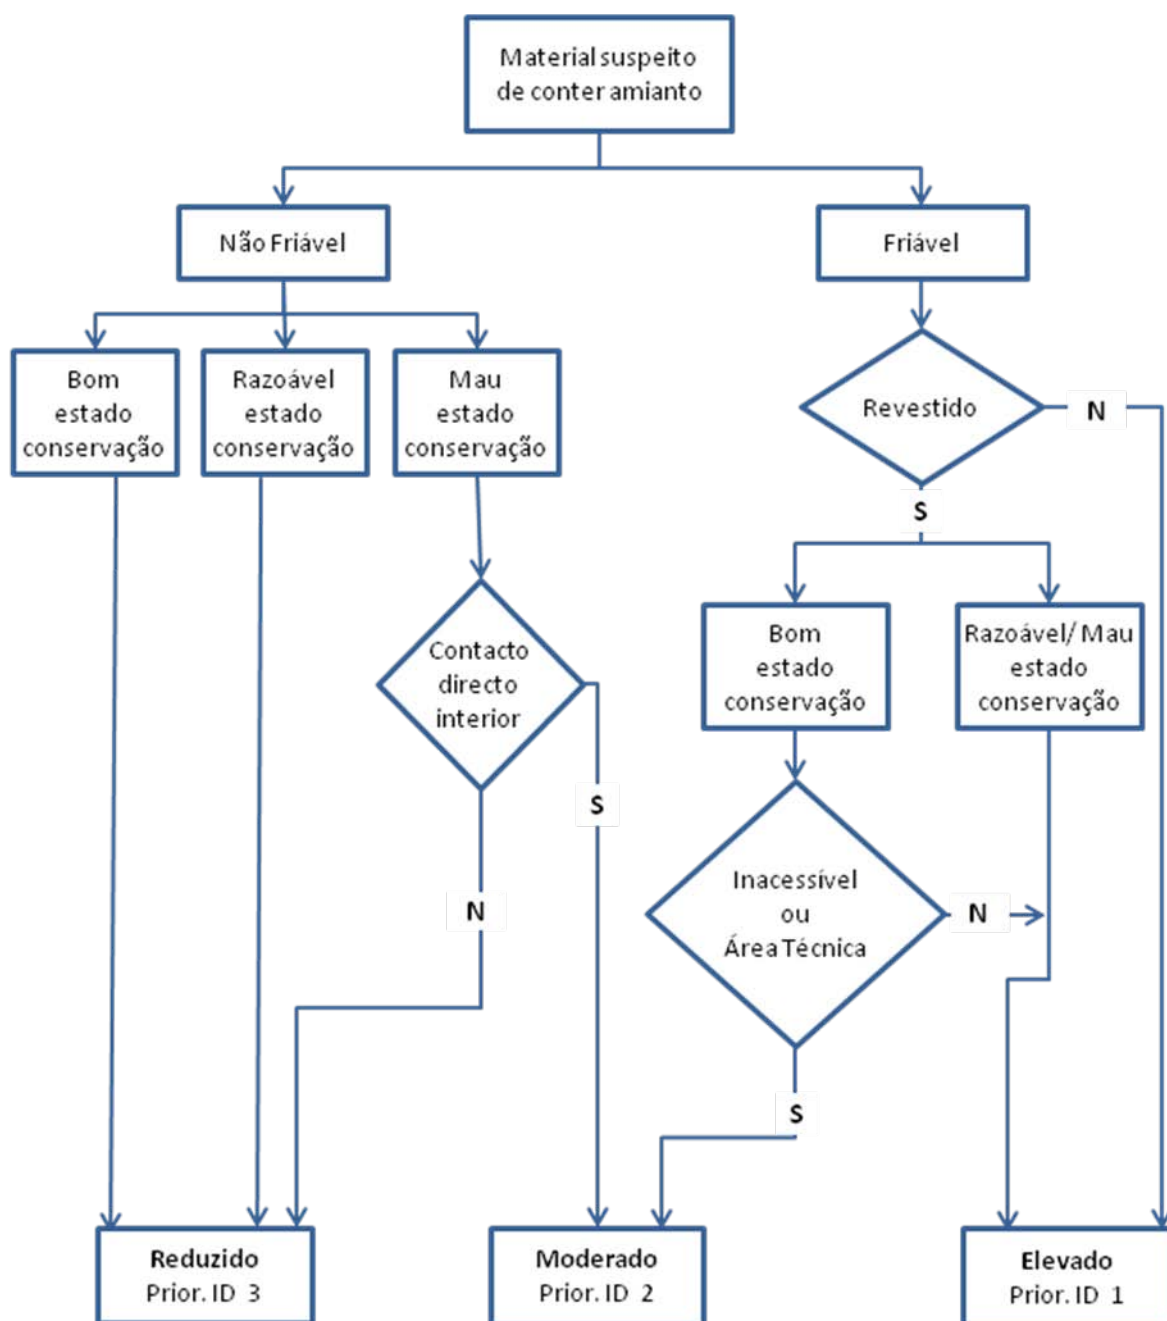 Material suspeito
de conter amianto
Não Friável
Friável
Bom
estado
conservação
Razoável
estado
conservação
Mau
estado
conservação
Revestido
N
S
Contacto
directo
interior
Bom
estado
conservação
Razoável/ Mau
estado
conservação
S
N
Inacessível
ou
Área Técnica
N
S
Reduzido
Prior. ID 3
Moderado
Prior. ID 2
Elevado
Prior. ID 1